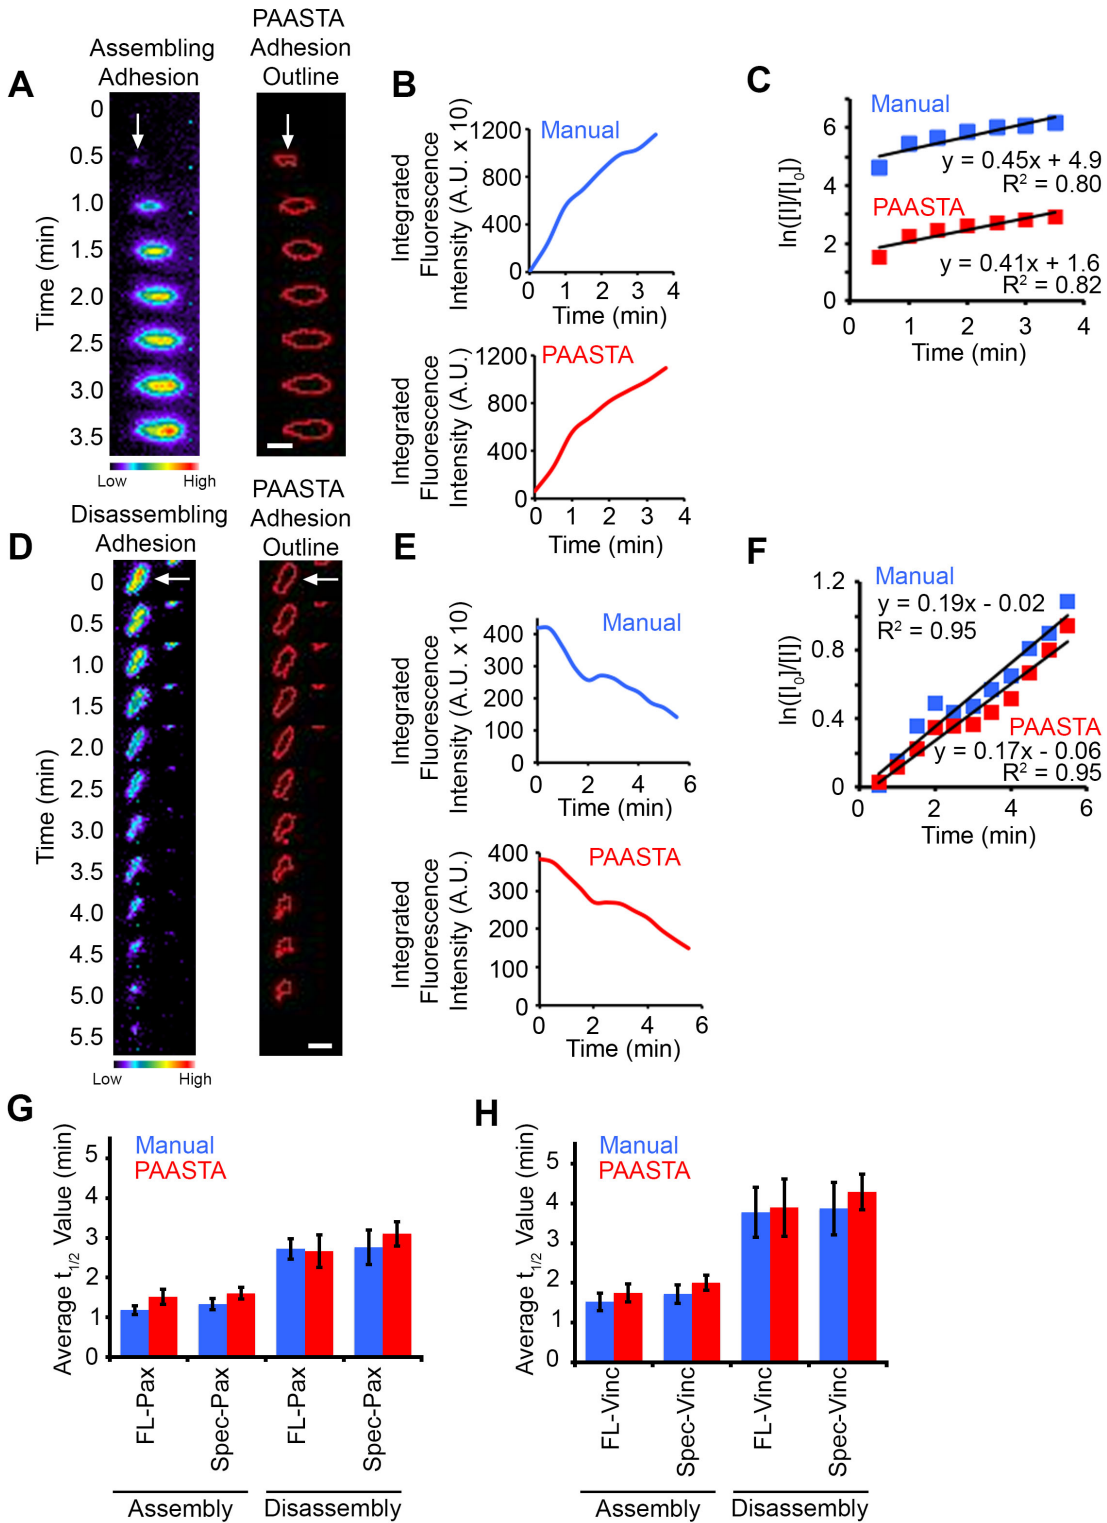 A
Assembling
Adhesion
PAASTA
Adhesion
Outline
Time (min)
0
0.5
1.0
1.5
2.0
2.5
3.0
3.5
Low
High
B
Integrated
Fluorescence
Intensity (A.U. x 10)
Manual
1200
800
400
0
0
1
2
3
4
Time (min)
Integrated
Fluorescence
Intensity (A.U.)
PAASTA
1200
800
400
0
0
1
2
3
4
Time (min)
C
ln([I]/[I₀])
Manual
y = 0.45x + 4.9
R² = 0.80
PAASTA
y = 0.41x + 1.6
R² = 0.82
6
4
2
0
0
1
2
3
4
Time (min)
D
Disassembling
Adhesion
PAASTA
Adhesion
Outline
Time (min)
0
0.5
1.0
1.5
2.0
2.5
3.0
3.5
4.0
4.5
5.0
5.5
Low
High
E
Integrated
Fluorescence
Intensity (A.U. x 10)
Manual
400
300
200
100
0
0
2
4
6
Time (min)
Integrated
Fluorescence
Intensity (A.U.)
PAASTA
400
300
200
100
0
0
2
4
6
Time (min)
F
ln([I₀]/[I])
Manual
y = 0.19x - 0.02
R² = 0.95
PAASTA
y = 0.17x - 0.06
R² = 0.95
1.2
0.8
0.4
0
0
2
4
6
Time (min)
G
Average t1/2 Value (min)
Manual
PAASTA
5
4
3
2
1
0
FL-Pax
Spec-Pax
FL-Pax
Spec-Pax
Assembly
Disassembly
H
Average t1/2 Value (min)
Manual
PAASTA
5
4
3
2
1
0
FL-Vinc
Spec-Vinc
FL-Vinc
Spec-Vinc
Assembly
Disassembly